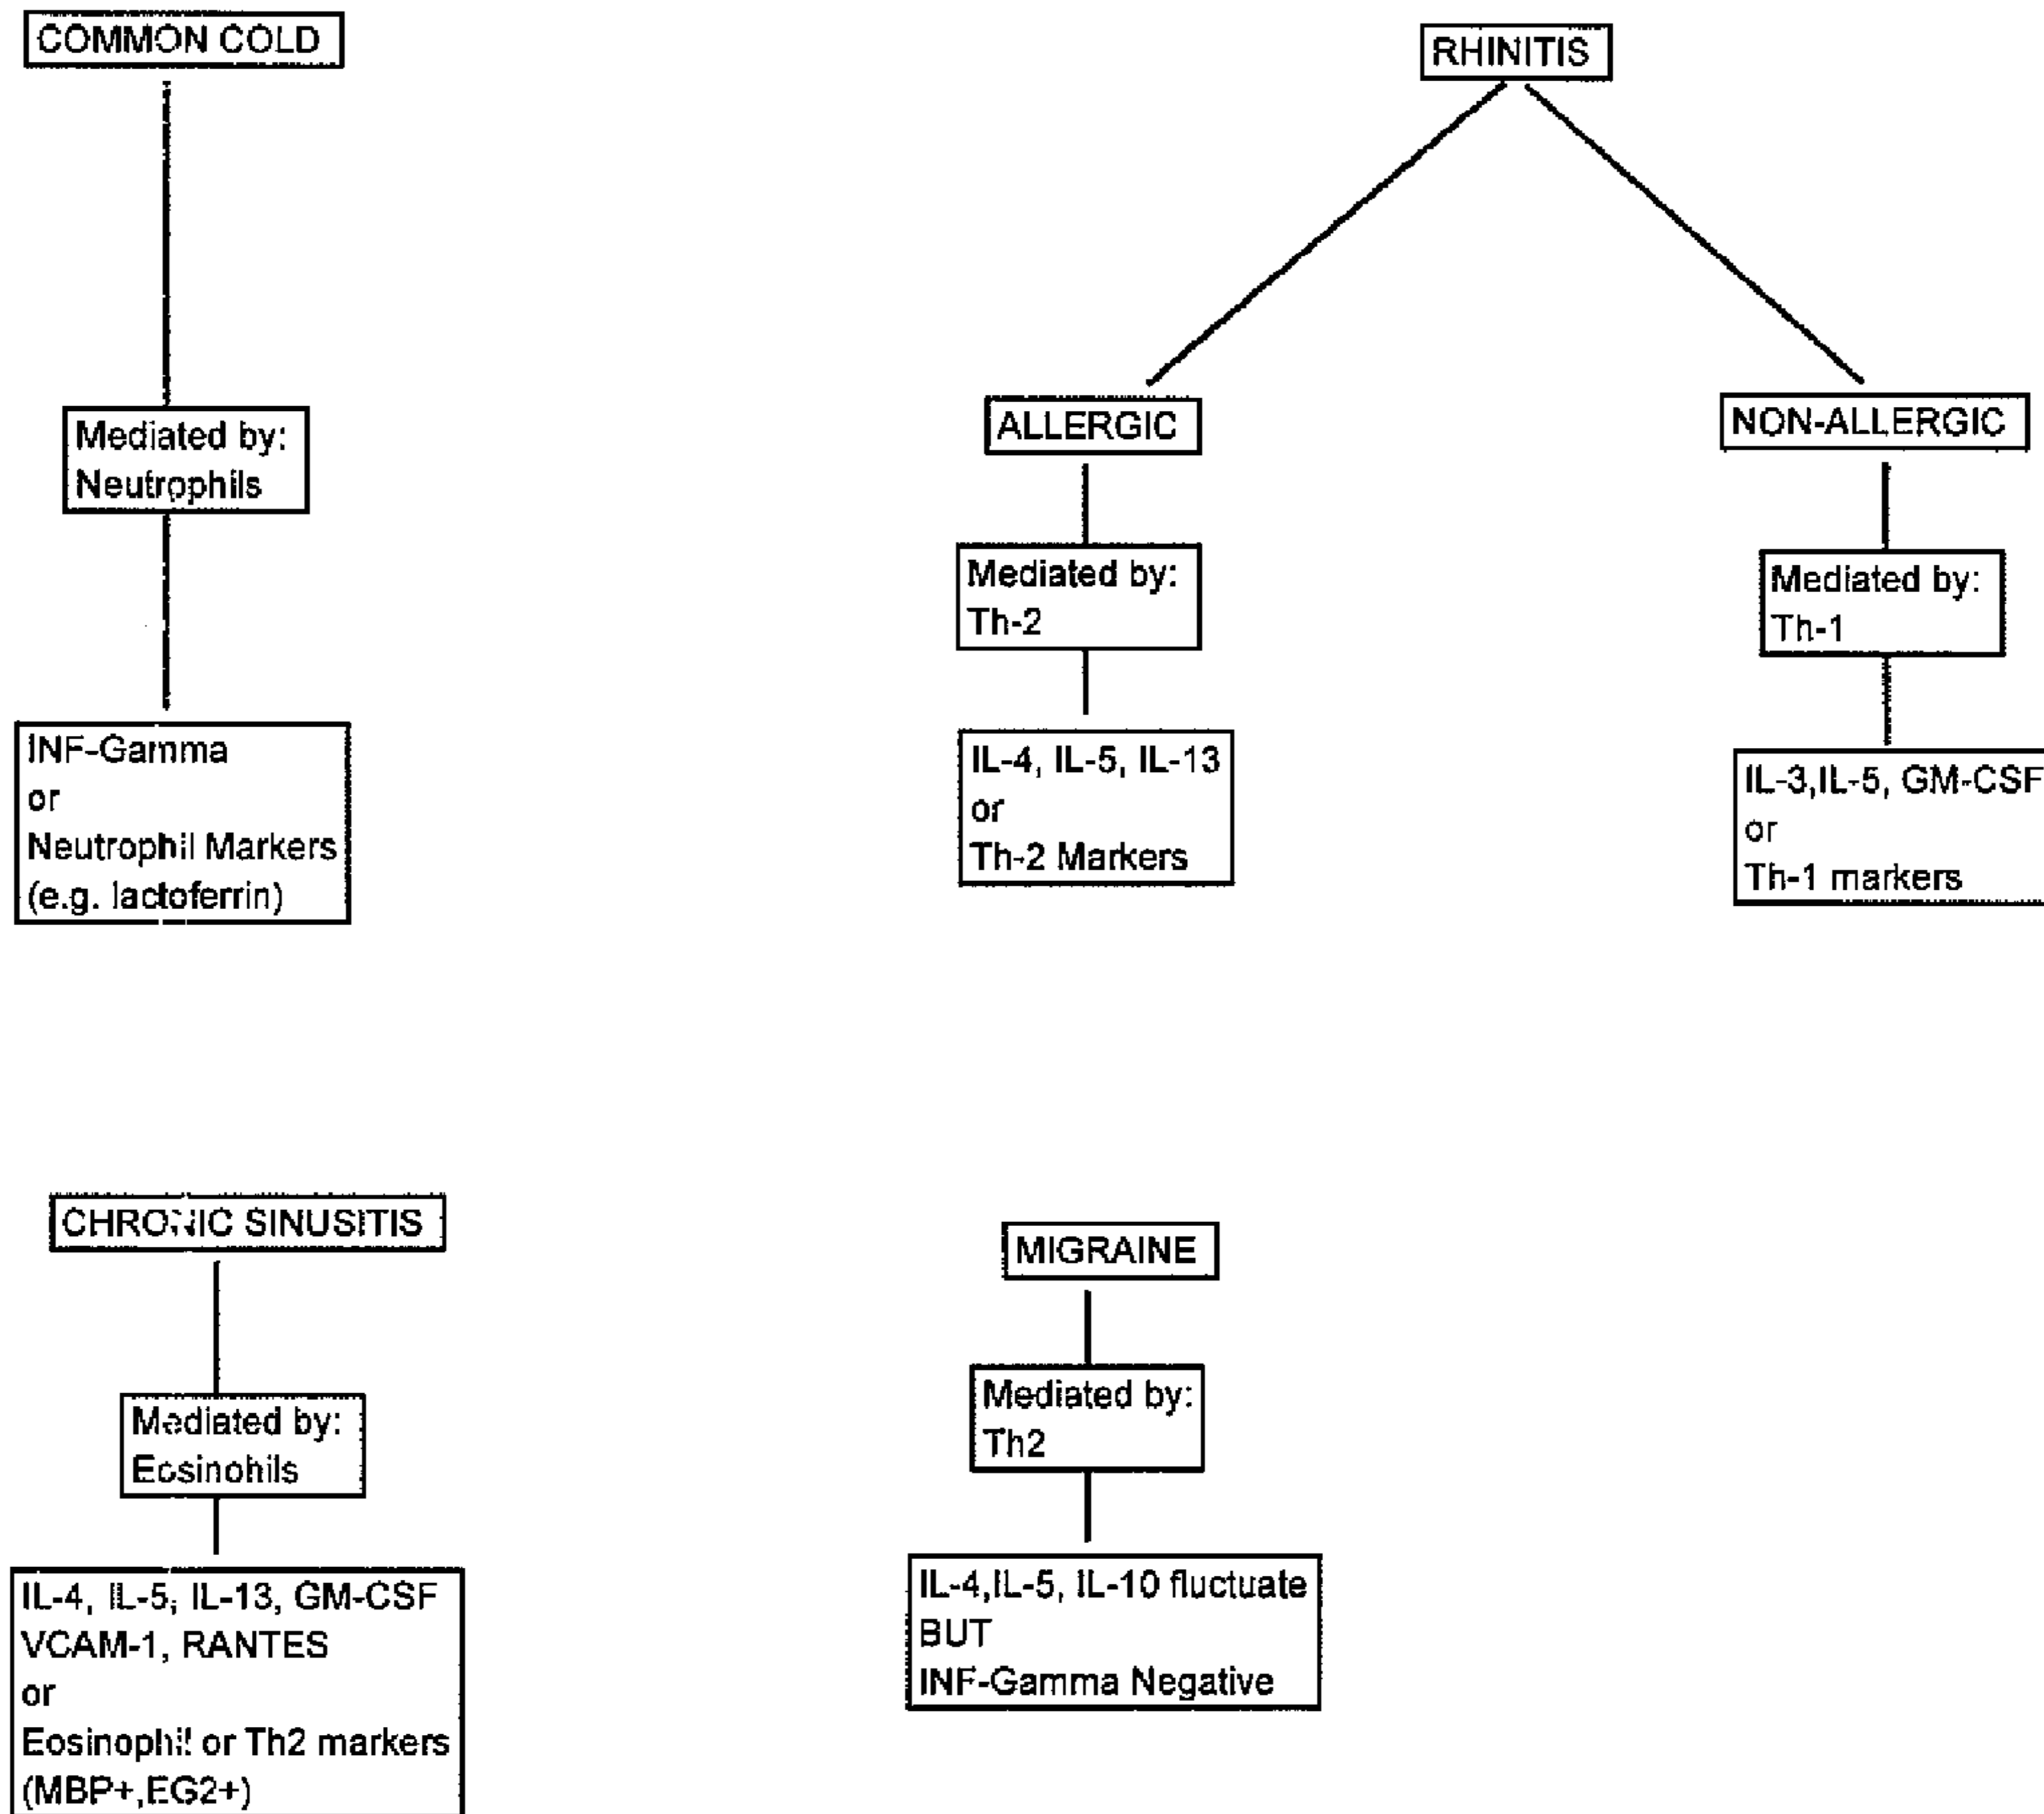 COMMON COLD
Mediated by:
Neutrophils
INF-Gamma
or
Neutrophil Markers
(e.g. lactoferrin)
RHINITIS
ALLERGIC
Mediated by:
Th-2
IL-4, IL-5, IL-13
or
Th-2 Markers
NON-ALLERGIC
Mediated by:
Th-1
IL-3,IL-5, GM-CSF
or
Th-1 markers
CHRONIC SINUSITIS
Mediated by:
Eosinohils
IL-4, IL-5, IL-13, GM-CSF
VCAM-1, RANTES
or
Eosinophil or Th2 markers
(MBP+,EG2+)
MIGRAINE
Mediated by:
Th2
IL-4,IL-5, IL-10 fluctuate
BUT
INF-Gamma Negative